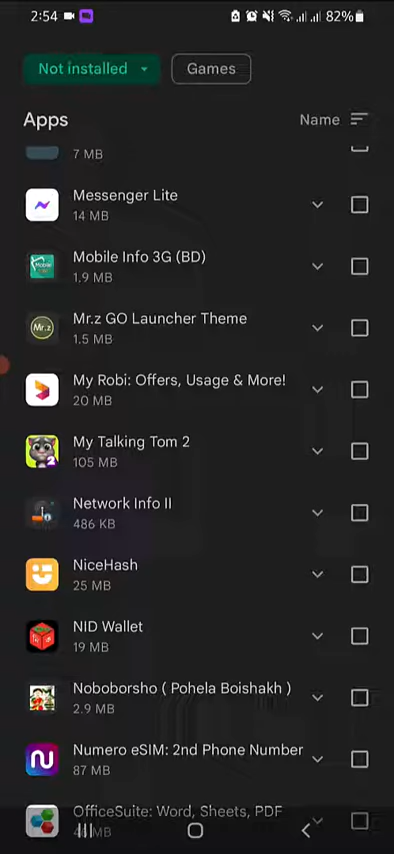 2:54
82%
Not installed
Games
Apps
Name
7 MB
Messenger Lite
14 MB
Mobile Info 3G (BD)
1.9 MB
Mr.z GO Launcher Theme
1.5 MB
My Robi: Offers, Usage & More!
20 MB
My Talking Tom 2
105 MB
Network Info II
486 KB
NiceHash
25 MB
NID Wallet
19 MB
Noboborsho ( Pohela Boishakh )
2.9 MB
Numero eSIM: 2nd Phone Number
87 MB
OfficeSuite: Word, Sheets, PDF
MB